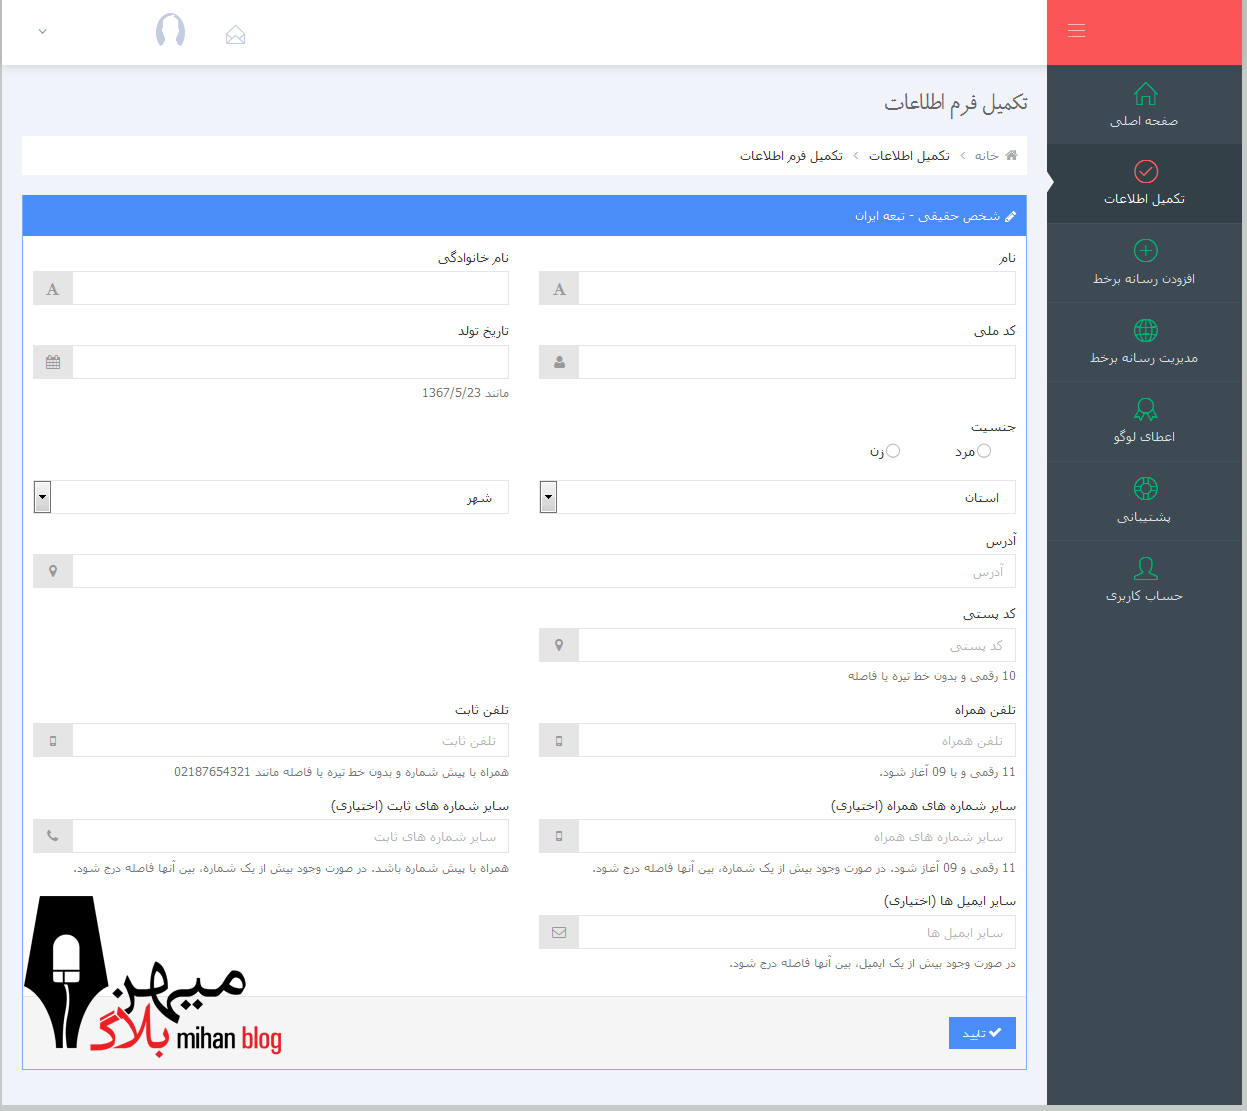 صفحه اصلی
تکمیل اطلاعات
افزودن رسانه برخط
مدیریت رسانه برخط
اعطای لوگو
پشتیبانی
حساب کاربری
تکمیل فرم اطلاعات
خانه > تکمیل اطلاعات > تکمیل فرم اطلاعات
شخص حقیقی - تبعه ایران
نام
نام خانوادگی
کد ملی
تاریخ تولد
مانند 1367/5/23
جنسیت
مرد
زن
استان
شهر
آدرس
آدرس
کد پستی
کد پستی
10 رقمی و بدون خط تیره یا فاصله
تلفن همراه
تلفن ثابت
تلفن همراه
تلفن ثابت
11 رقمی و با 09 آغاز شود.
همراه با پیش شماره و بدون خط تیره یا فاصله مانند 02187654321
سایر شماره های همراه (اختیاری)
سایر شماره های ثابت (اختیاری)
سایر شماره های همراه
سایر شماره های ثابت
11 رقمی و 09 آغاز شود. در صورت وجود بیش از یک شماره، بین آنها فاصله درج شود.
همراه با پیش شماره باشد. در صورت وجود بیش از یک شماره، بین آنها فاصله درج شود.
سایر ایمیل ها (اختیاری)
سایر ایمیل ها
در صورت وجود بیش از یک ایمیل، بین آنها فاصله درج شود.
تایید
میهن
بلاگ
mihan blog